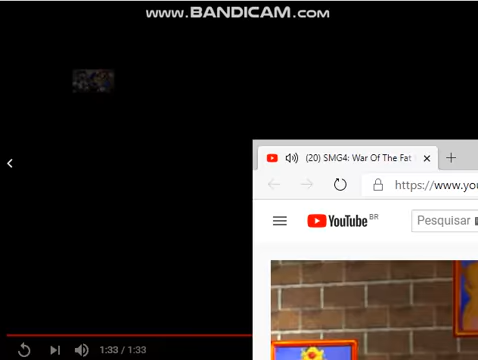 www.BANDICAM.com
(20) SMG4: War Of The Fat
https://www.you
YouTube BR
Pesquisar
1:33 / 1:33